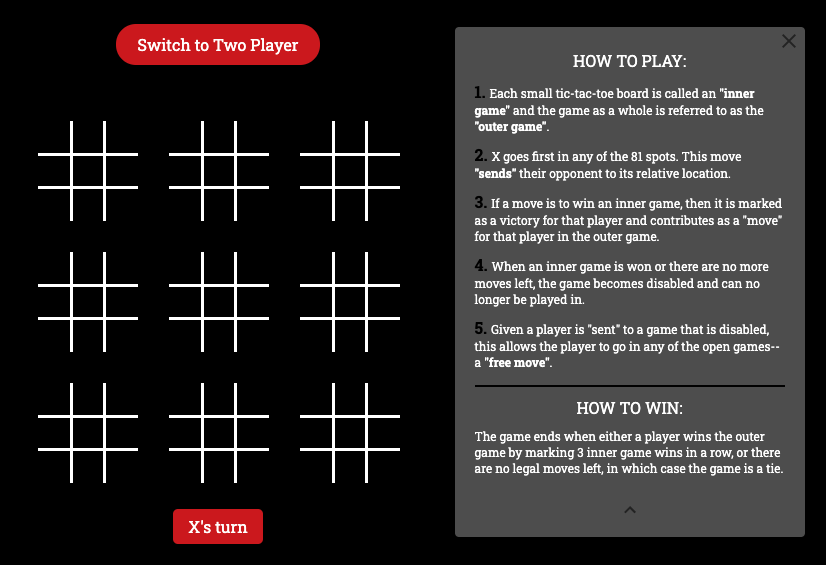 Switch to Two Player
HOW TO PLAY:
1. Each small tic-tac-toe board is called an "inner
game" and the game as a whole is referred to as the
"outer game".
2. X goes first in any of the 81 spots. This move
"sends" their opponent to its relative location.
3. If a move is to win an inner game, then it is marked
as a victory for that player and contributes as a "move"
for that player in the outer game.
4. When an inner game is won or there are no more
moves left, the game becomes disabled and can no
longer be played in.
5. Given a player is "sent" to a game that is disabled,
this allows the player to go in any of the open games--
a "free move".
HOW TO WIN:
The game ends when either a player wins the outer
game by marking 3 inner game wins in a row, or there
are no legal moves left, in which case the game is a tie.
X's turn